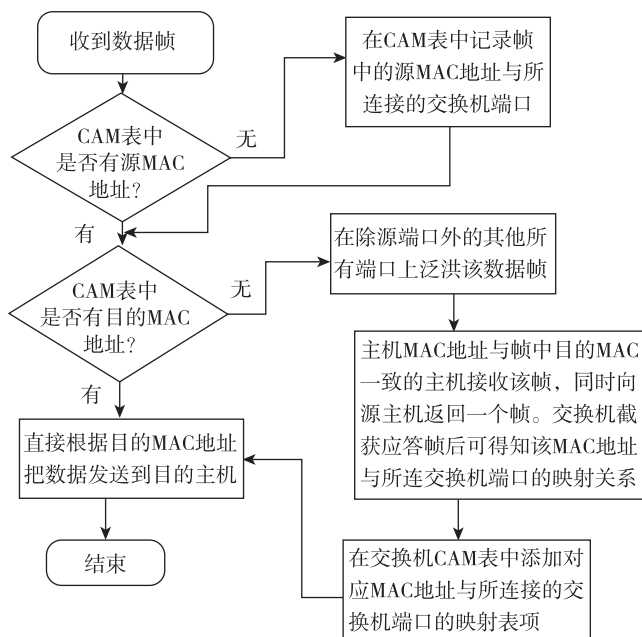 收到数据帧
在CAM表中记录帧
中的源MAC地址与所
连接的交换机端口
无
CAM表中
是否有源MAC
地址?
有
在除源端口外的其他所
有端口上泛洪该数据帧
无
CAM表中
是否有目的MAC
地址?
主机MAC地址与帧中目的MAC
一致的主机接收该帧，同时向
源主机返回一个帧。交换机截
获应答帧后可得知该MAC地址
与所连交换机端口的映射关系
有
直接根据目的MAC地址
把数据发送到目的主机
结束
在交换机CAM表中添加对
应MAC地址与所连接的交
换机端口的映射表项